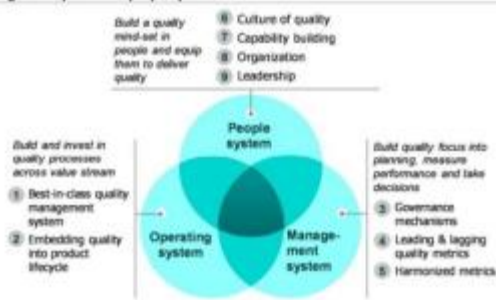 Build a quality
mind-set in
people and equip
them to deliver
quality
6 Culture of quality
7 Capability building
8 Organization
9 Leadership
People
system
Build and invest in
quality processes
across value stream
1 Best-in-class quality
management
system
2 Embedding quality
into product
lifecycle
Operating
system
Manage-
ment
system
Build quality focus into
planning, measure
performance and take
decisions
3 Governance
mechanisms
4 Leading & lagging
quality metrics
5 Harmonized metrics